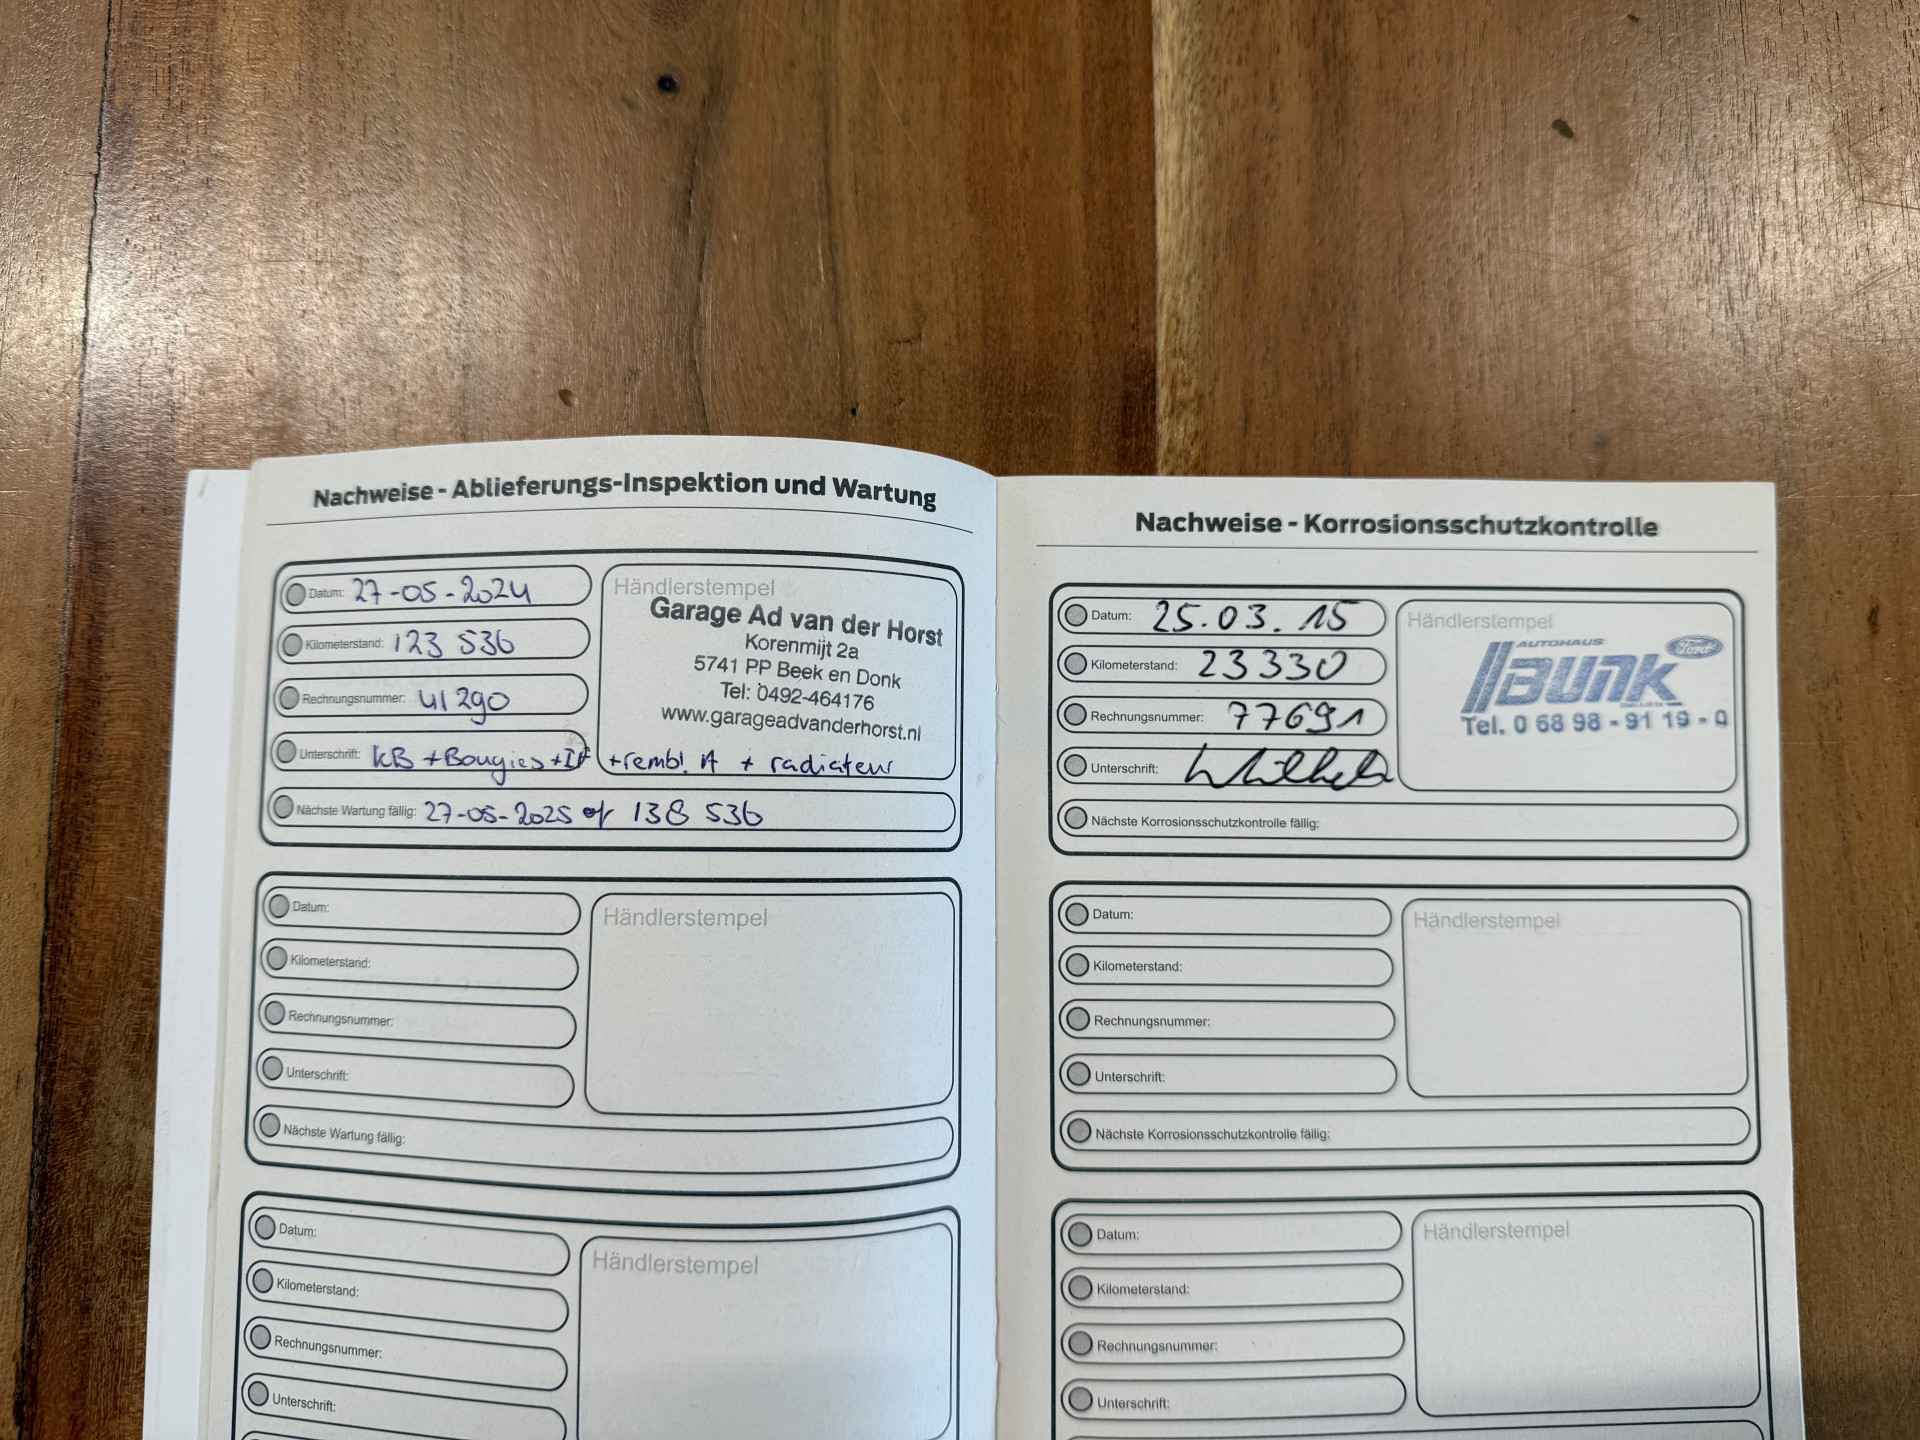 Nachweise - Ablieferungs-Inspektion und Wartung
Datum: 27-05-2024
Kilometerstand: 123 536
Rechnungsnummer: 41290
Unterschrift: KB + Bougies + IF + rembl. A + radiateur
Nächste Wartung fällig: 27-05-2025 of 138 536
Händlerstempel
Garage Ad van der Horst
Korenmijt 2a
5741 PP Beek en Donk
Tel: 0492-464176
www.garageadvanderhorst.nl
Datum:
Kilometerstand:
Rechnungsnummer:
Unterschrift:
Nächste Wartung fällig:
Händlerstempel
Datum:
Kilometerstand:
Rechnungsnummer:
Unterschrift:
Händlerstempel
Nachweise - Korrosionsschutzkontrolle
Datum: 25.03.15
Kilometerstand: 23330
Rechnungsnummer: 77691
Unterschrift:
Nächste Korrosionsschutzkontrolle fällig:
Händlerstempel
AUTOHAUS
BUNK
Ford
Tel. 0 68 98 - 91 19 - 0
Datum:
Kilometerstand:
Rechnungsnummer:
Unterschrift:
Nächste Korrosionsschutzkontrolle fällig:
Händlerstempel
Datum:
Kilometerstand:
Rechnungsnummer:
Unterschrift:
Händlerstempel